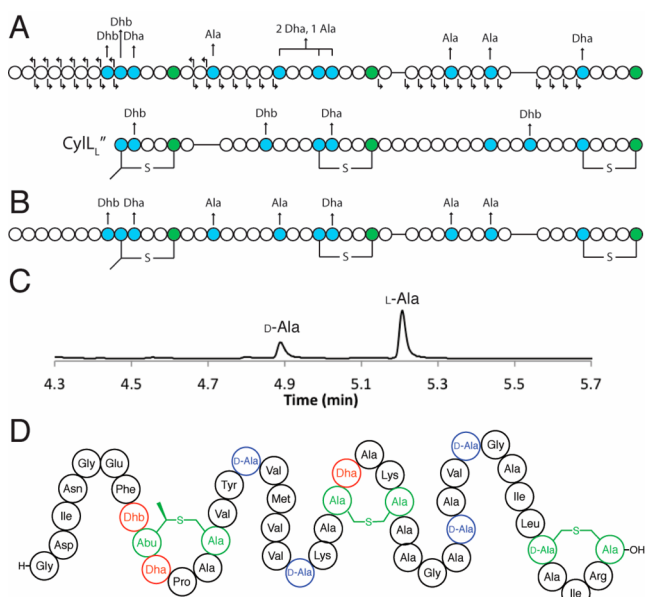 A
Dhb
Dhb Dha
Ala
2 Dha, 1 Ala
Ala Ala
Dha
CylL_L″
Dhb
Dhb
Dha
Dhb
S
S
S
B
Dhb Dha
Ala
Ala
Dha
Ala
Ala
S
S
S
C
D-Ala
L-Ala
4.3 4.5 4.7 4.9 5.1 5.3 5.5 5.7
Time (min)
D
H- Gly Asp Ile Asn Gly Glu Phe Dhb Abu Dha Pro Ala Ala S Val Tyr D-Ala Val Met Val Val D-Ala Lys Ala Ala Dha Ala Lys Ala S Ala Ala Gly Ala D-Ala Ala Val D-Ala Gly Ala Ile Leu D-Ala Ala Ile Arg Ala S -OH